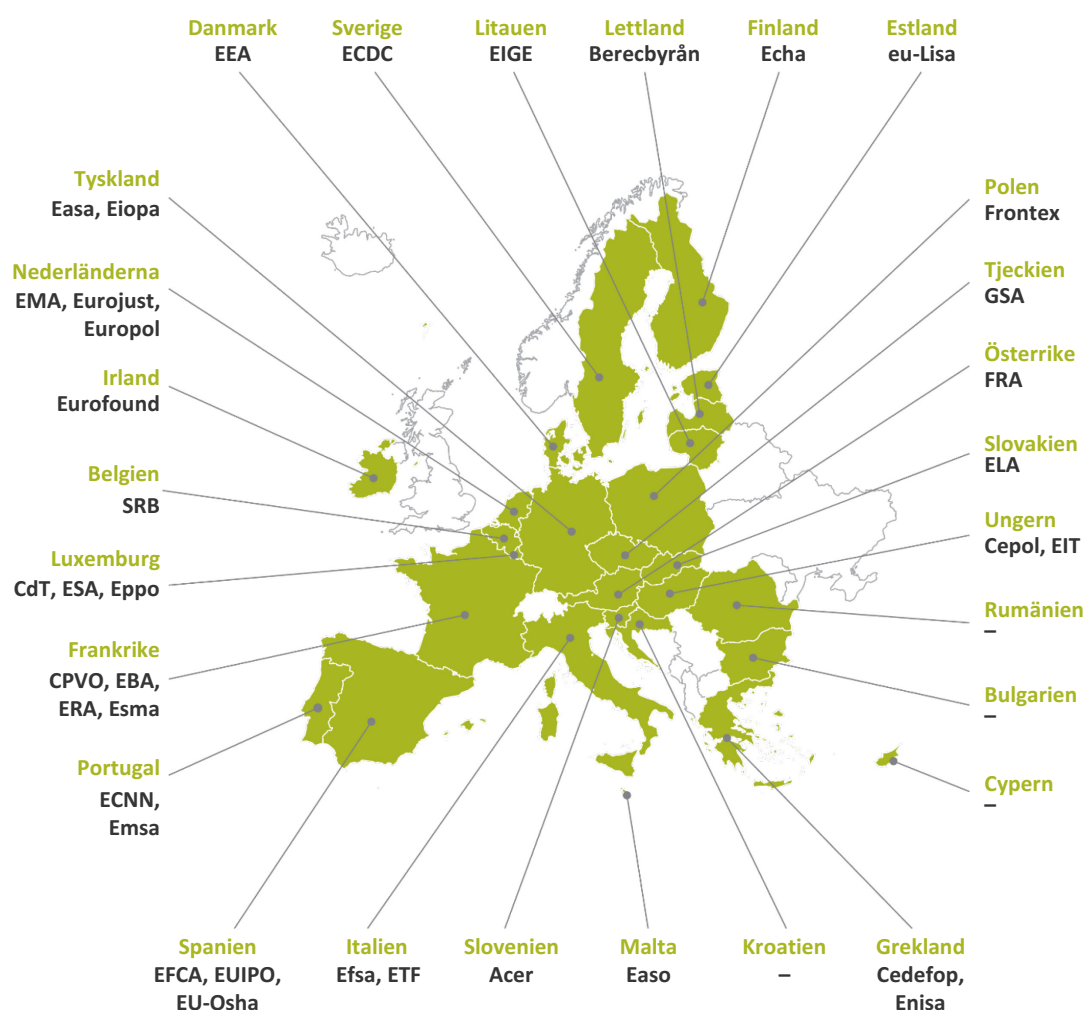 Danmark
EEA
Sverige
ECDC
Litauen
EIGE
Lettland
Berecbyrån
Finland
Echa
Estland
eu-Lisa
Tyskland
Easa, Eiopa
Nederländerna
EMA, Eurojust,
Europol
Irland
Eurofound
Belgien
SRB
Luxemburg
CdT, ESA, Eppo
Frankrike
CPVO, EBA,
ERA, Esma
Portugal
ECNN,
Emsa
Polen
Frontex
Tjeckien
GSA
Österrike
FRA
Slovakien
ELA
Ungern
Cepol, EIT
Rumänien
–
Bulgarien
–
Cypern
–
Spanien
EFCA, EUIPO,
EU-Osha
Italien
Efsa, ETF
Slovenien
Acer
Malta
Easo
Kroatien
–
Grekland
Cedefop,
Enisa